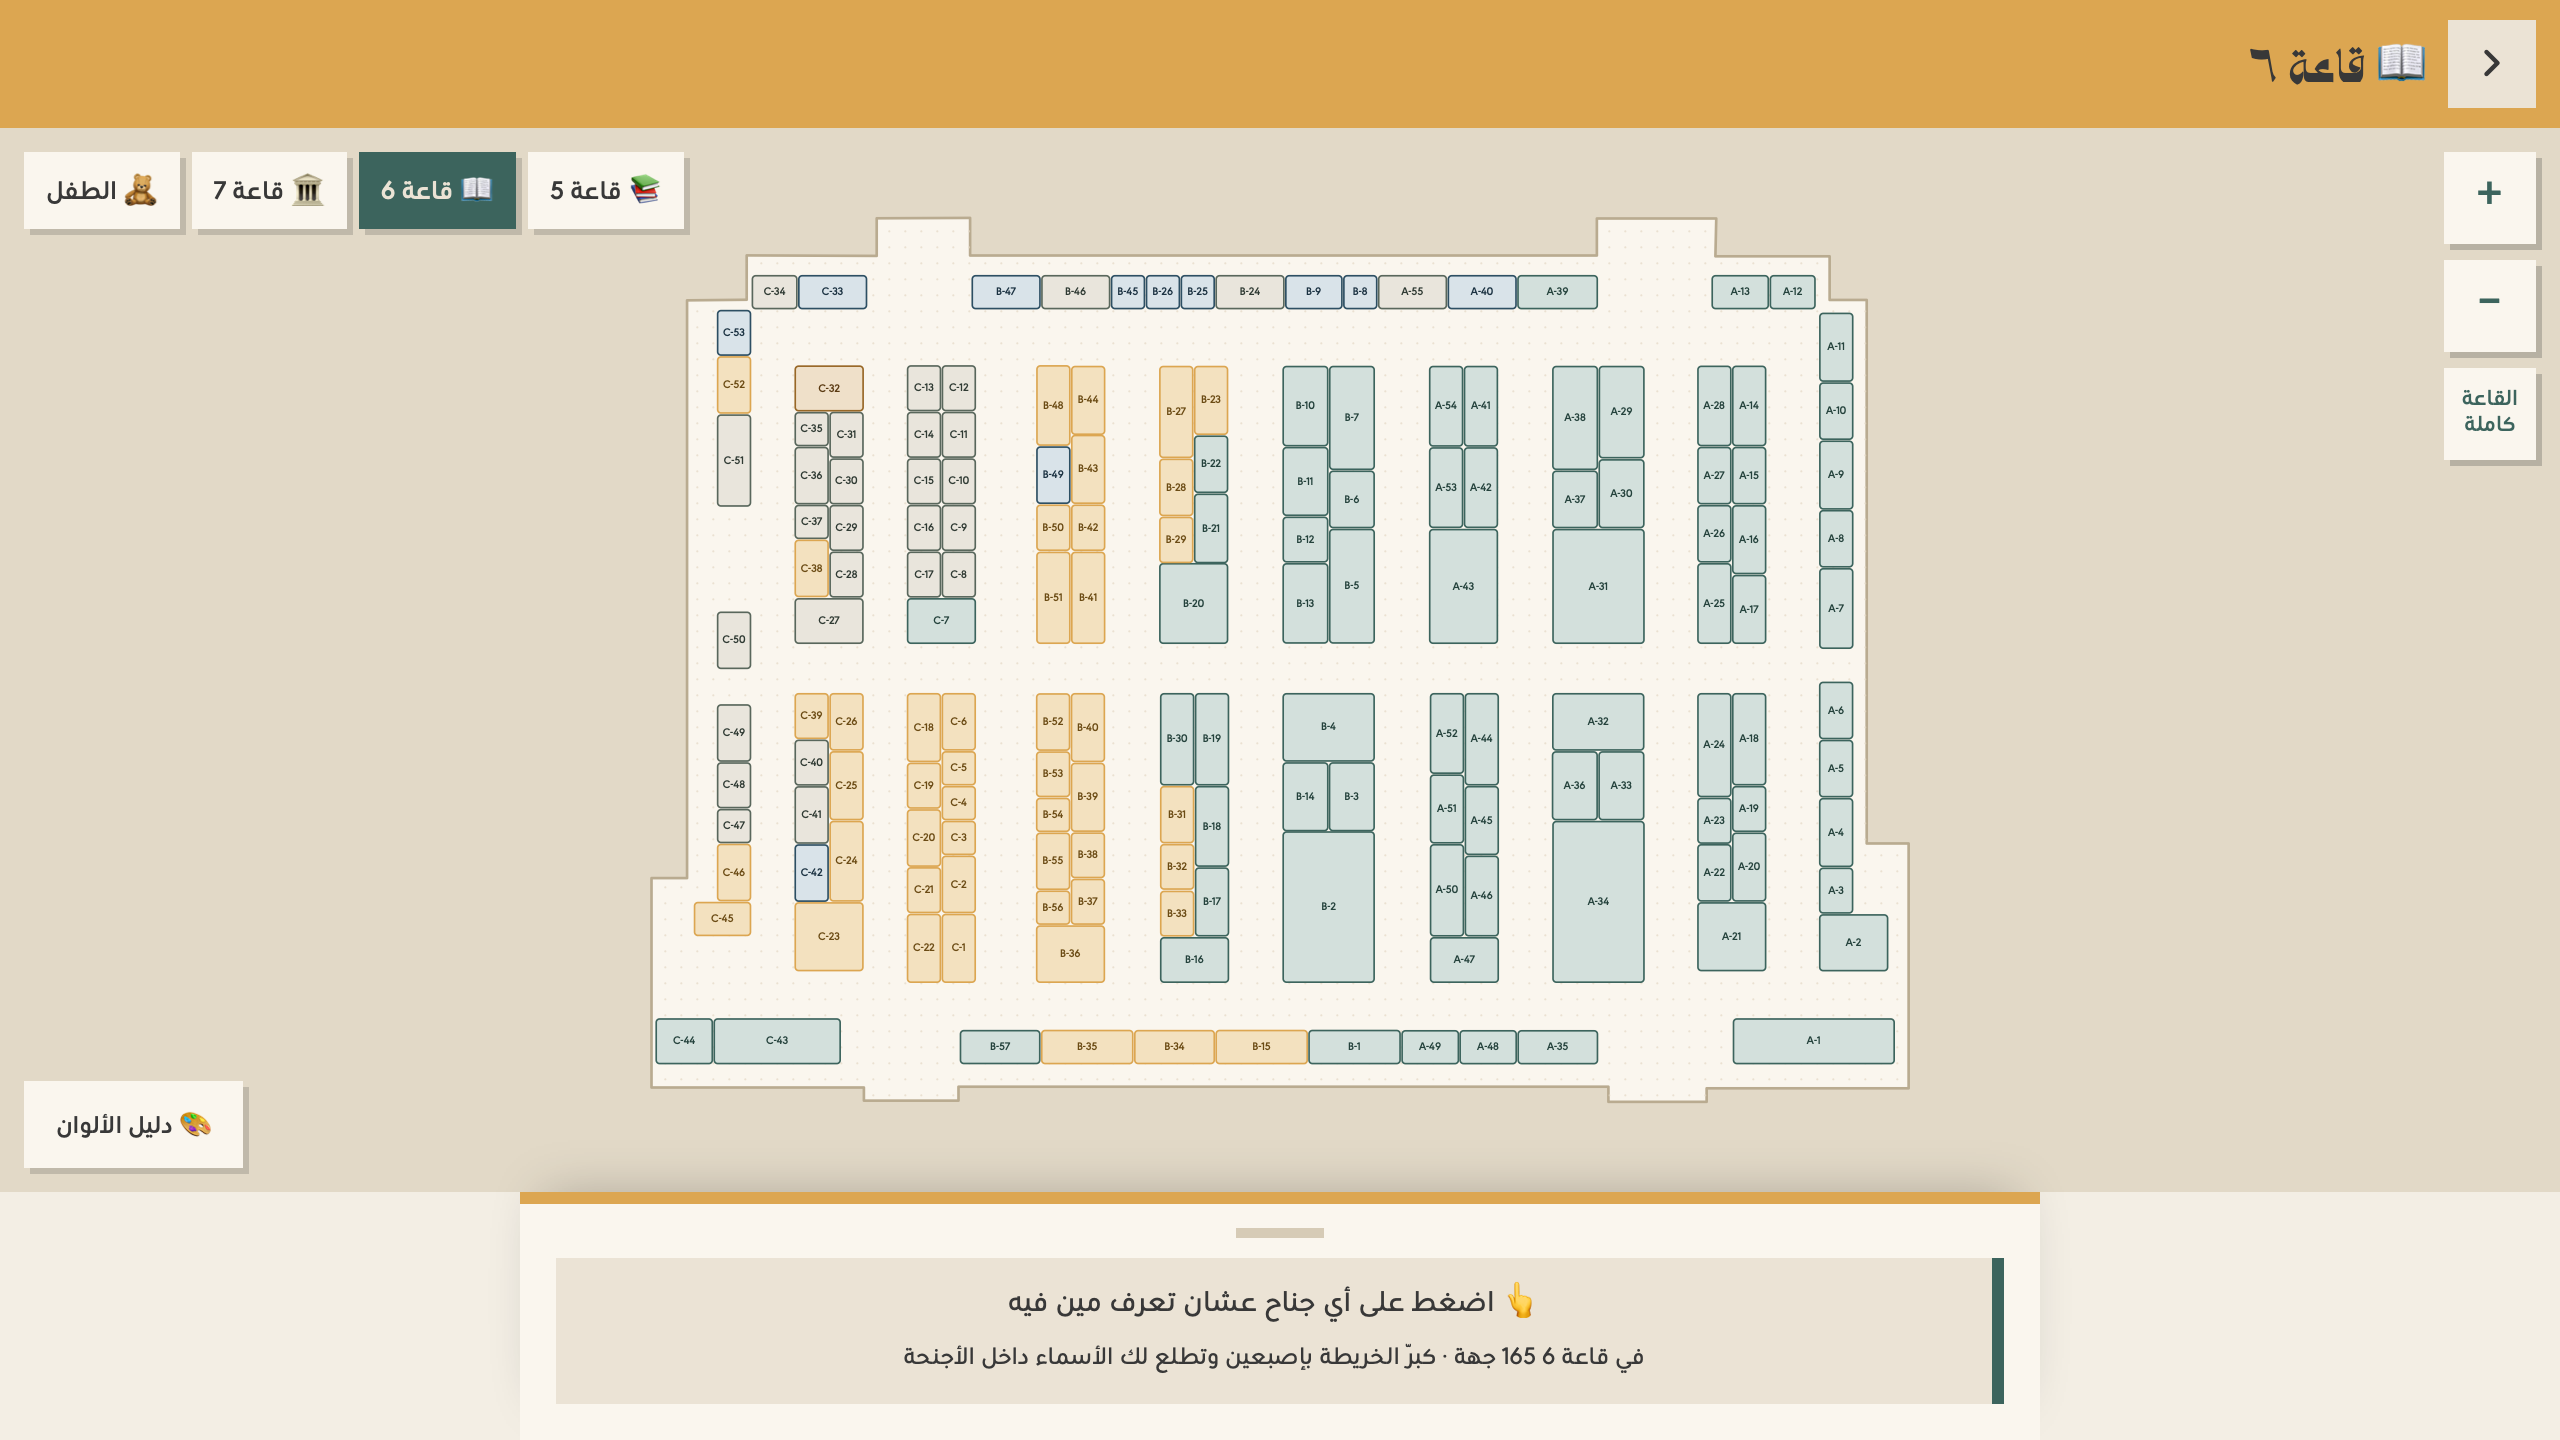 📖 قاعة ٦
📚 قاعة 5
📖 قاعة 6
🏛️ قاعة 7
🧸 الطفل
+
−
القاعة
كاملة
C-34 C-33 B-47 B-46 B-45 B-26 B-25 B-24 B-9 B-8 A-55 A-40 A-39 A-13 A-12
C-53 A-11
C-52 C-32 C-13 C-12 B-48 B-44 B-27 B-23 B-10 B-7 A-54 A-41 A-38 A-29 A-28 A-14 A-10
C-51 C-35 C-31 C-14 C-11 B-49 B-43 B-28 B-22 B-11 B-6 A-53 A-42 A-37 A-30 A-27 A-15 A-9
C-36 C-30 C-15 C-10
C-37 C-29 C-16 C-9 B-50 B-42 B-29 B-21 B-12 A-26 A-16 A-8
C-38 C-28 C-17 C-8 B-51 B-41 B-20 B-13 B-5 A-43 A-31 A-25 A-17 A-7
C-50 C-27 C-7
C-49 C-39 C-26 C-18 C-6 B-52 B-40 B-30 B-19 B-4 A-52 A-44 A-32 A-24 A-18 A-6
C-48 C-40 C-25 C-19 C-5 B-53 B-39 B-14 B-3 A-36 A-33 A-5
C-4
C-47 C-41 C-20 C-3 B-54 B-31 B-18 A-51 A-45 A-23 A-19 A-4
C-46 C-42 C-24 C-21 C-2 B-55 B-38 B-32 A-50 A-46 A-22 A-20 A-3
C-45 B-56 B-37 B-33 B-17 B-2 A-34
C-23 C-22 C-1 B-36 B-16 A-47 A-21 A-2
C-44 C-43 B-57 B-35 B-34 B-15 B-1 A-49 A-48 A-35 A-1
🎨 دليل الألوان
👆 اضغط على أي جناح عشان تعرف مين فيه
في قاعة 6 165 جهة · كبّر الخريطة بإصبعين وتطلع لك الأسماء داخل الأجنحة